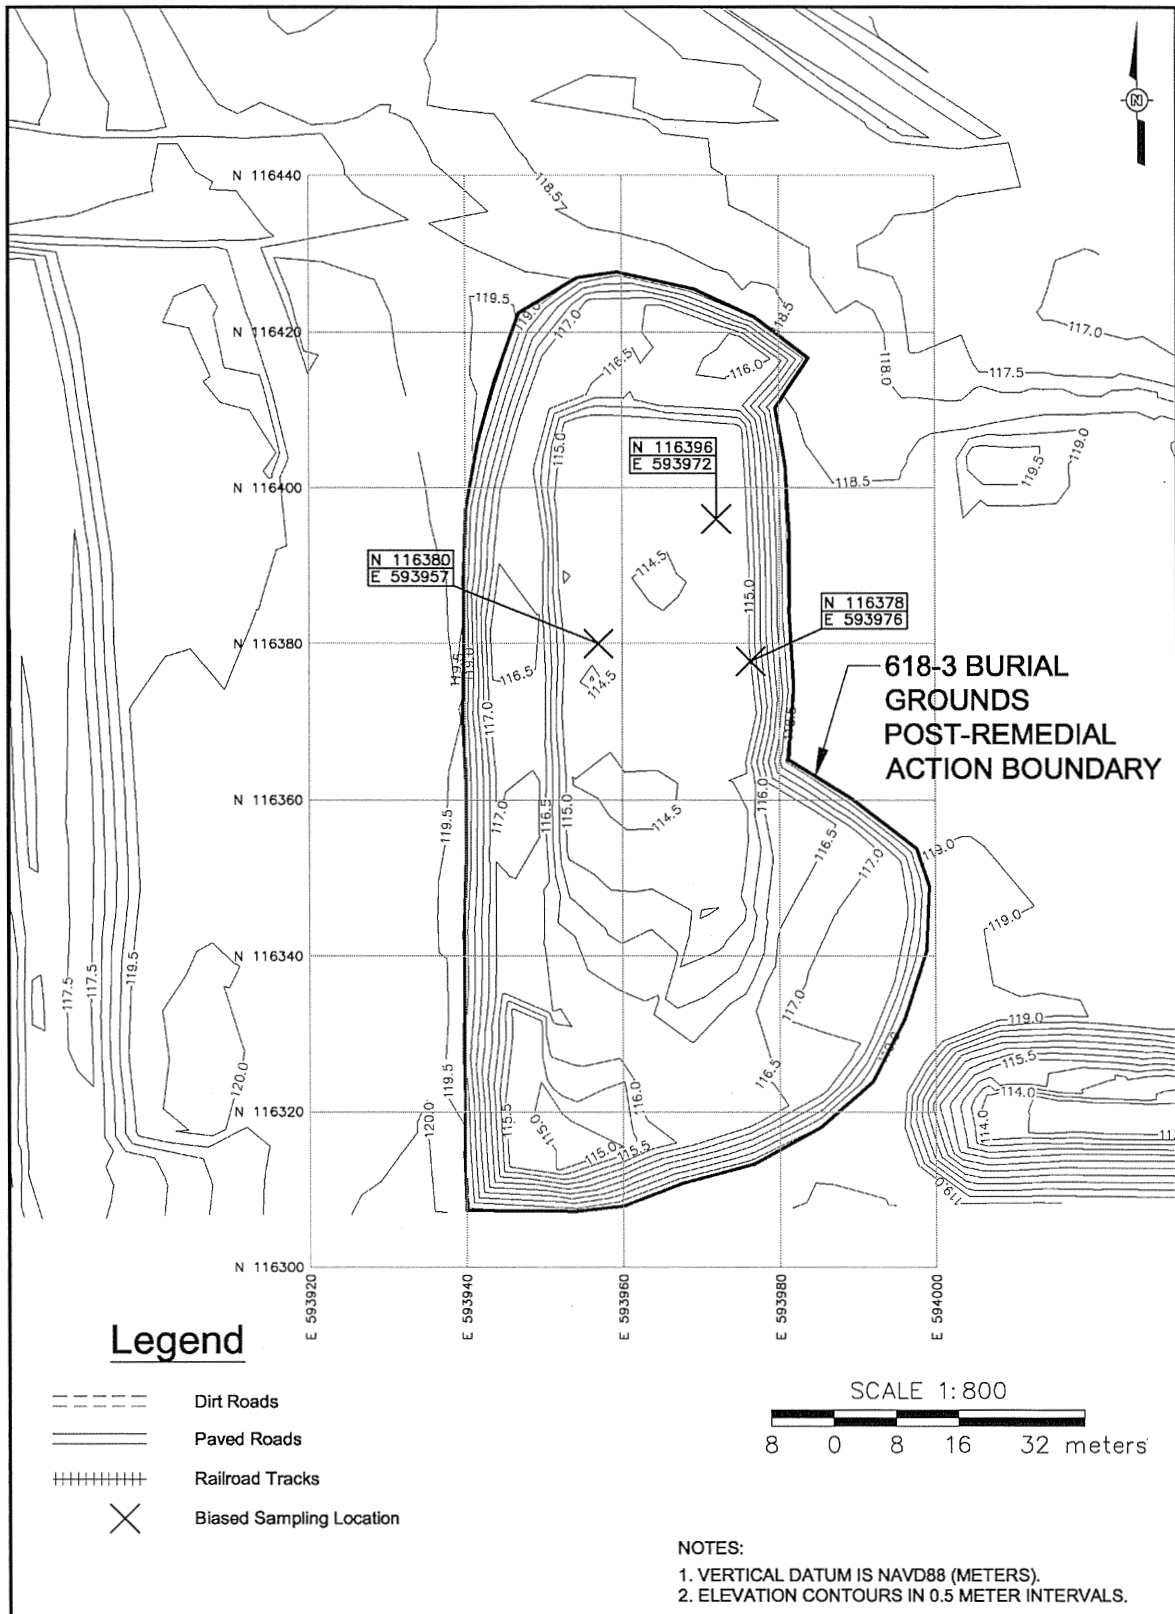 N
N 116440
118.5
119.5
119.0
117.0
118.5
N 116420
117.0
118.0
116.5
116.0
117.5
115.0
N 116396
E 593972
119.0
119.5
N 116400
118.5
N 116380
E 593957
114.5
115.0
N 116378
E 593976
N 116380
119.5
119.0
116.5
114.5
618-3 BURIAL
GROUNDS
POST-REMEDIAL
ACTION BOUNDARY
117.0
118.5
N 116360
119.5
117.0
116.5
115.0
114.5
116.0
116.5
117.0
119.0
119.0
N 116340
117.5
117.5
119.5
117.0
119.0
120.0
119.5
116.5
119.0
115.5
114.0
N 116320
120.0
115.5
115.0
116.0
115.0
115.5
114.0
119.0
N 116300
E 593920
E 593940
E 593960
E 593980
E 594000
Legend
Dirt Roads
Paved Roads
Railroad Tracks
Biased Sampling Location
SCALE 1:800
8 0 8 16 32 meters
NOTES:
1. VERTICAL DATUM IS NAVD88 (METERS).
2. ELEVATION CONTOURS IN 0.5 METER INTERVALS.